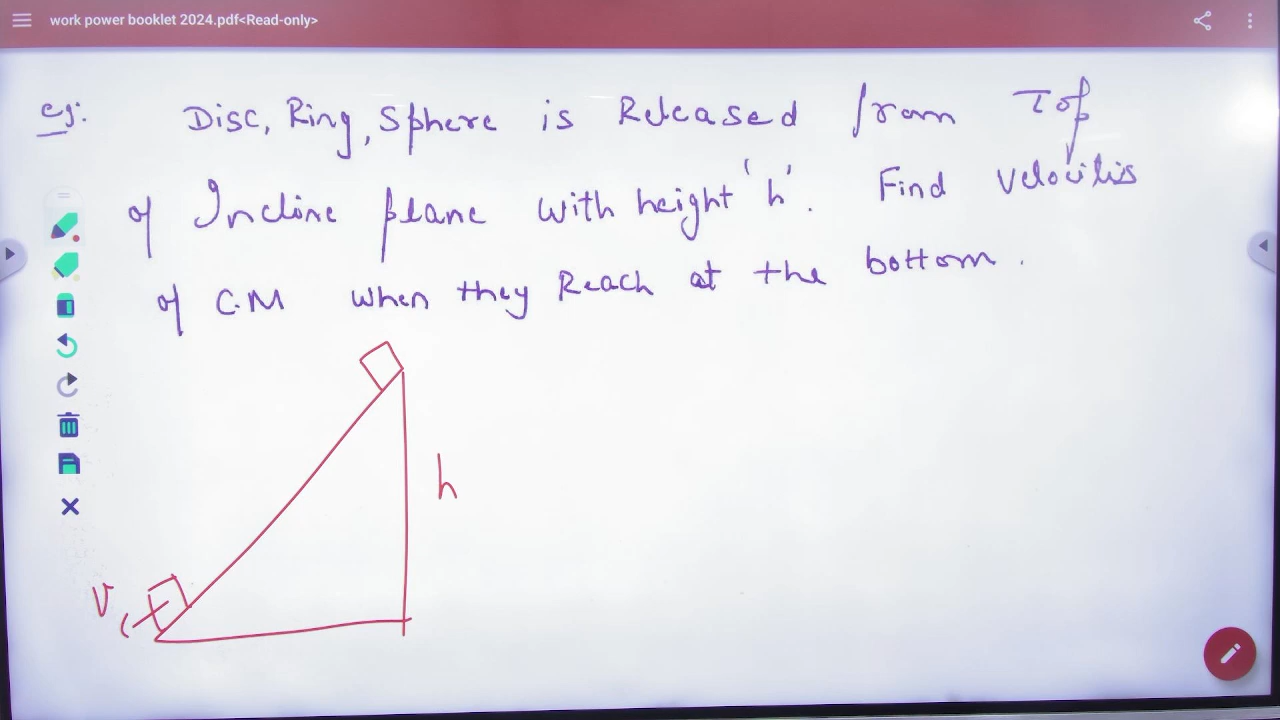 work power booklet 2024.pdf<Read-only>
eg: Disc, Ring, Sphere is Released from Top
of Incline plane with height 'h'. Find velocities
of C.M when they Reach at the bottom.
h
V